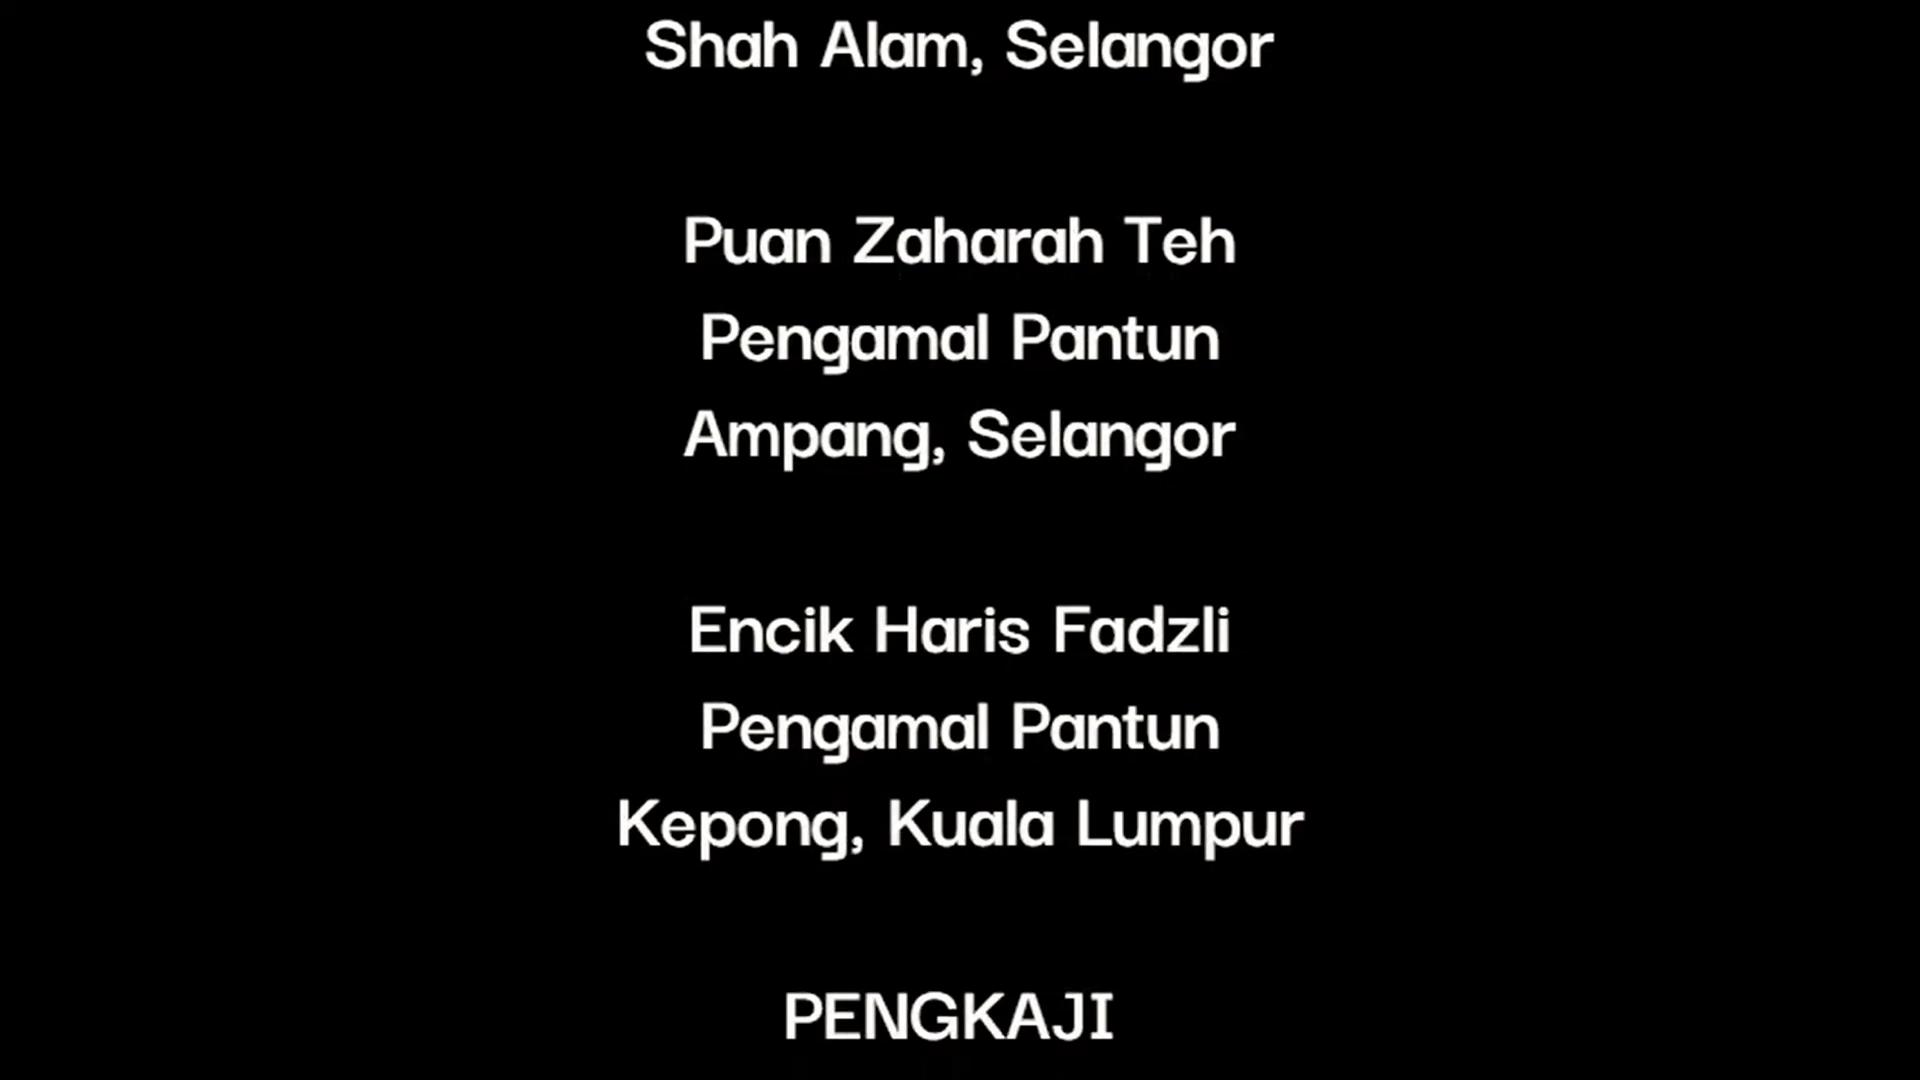 Shah Alam, Selangor
Puan Zaharah Teh
Pengamal Pantun
Ampang, Selangor
Encik Haris Fadzli
Pengamal Pantun
Kepong, Kuala Lumpur
PENGKAJI